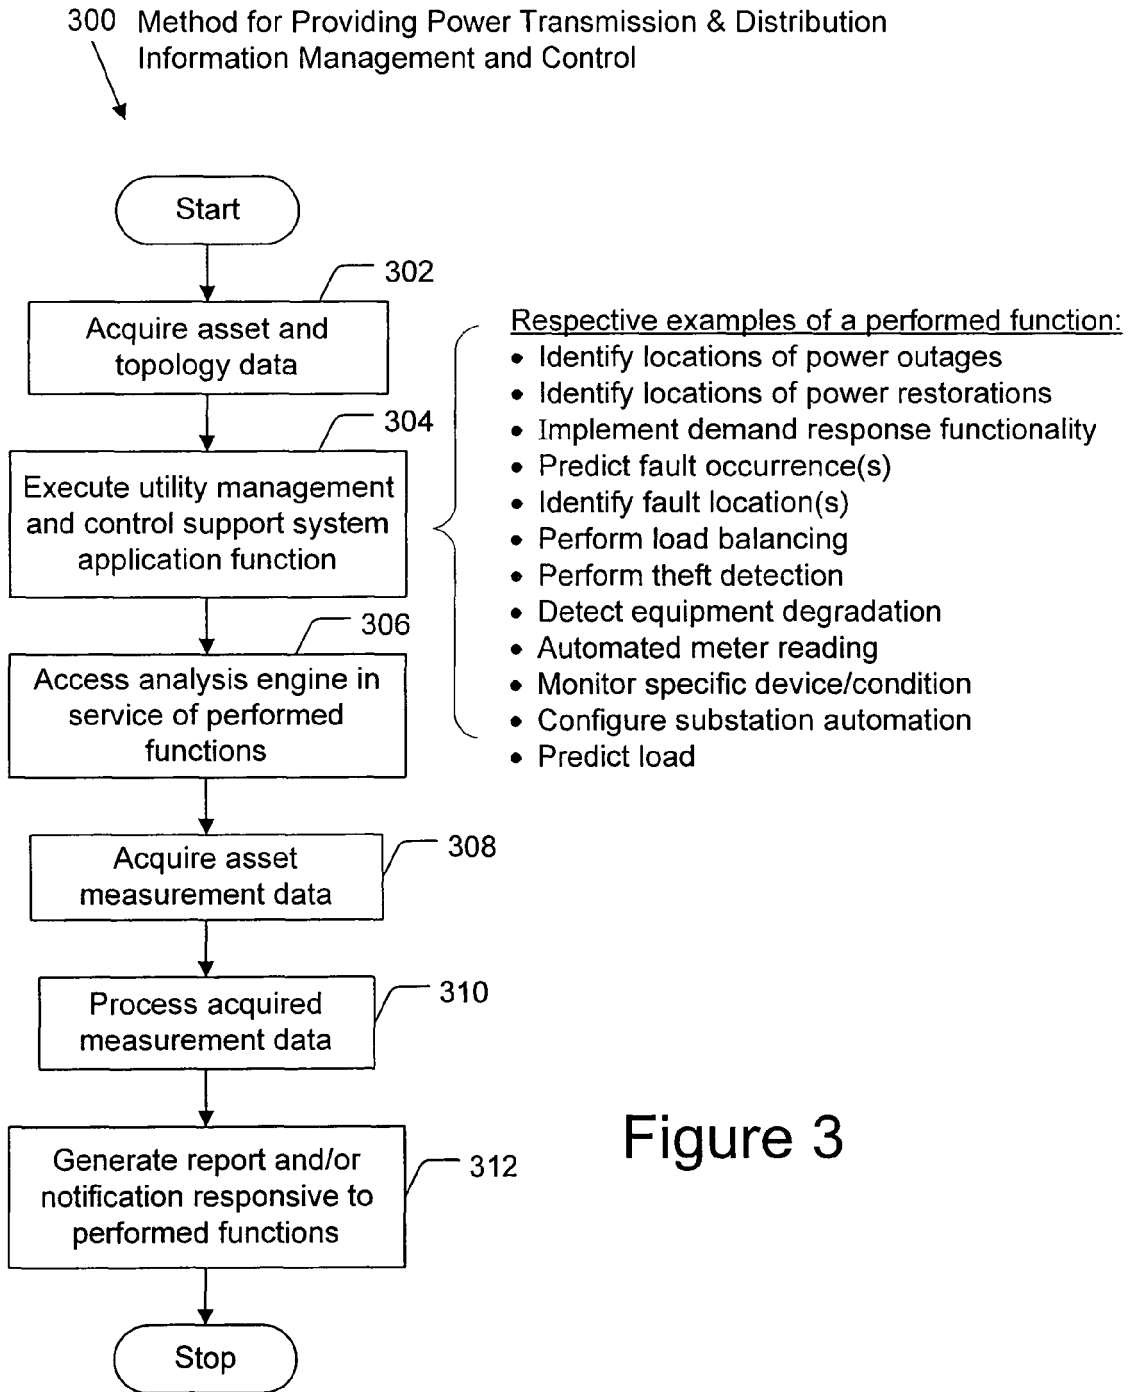 300 Method for Providing Power Transmission & Distribution
Information Management and Control
Start
302
Acquire asset and
topology data
304
Execute utility management
and control support system
application function
Respective examples of a performed function:
• Identify locations of power outages
• Identify locations of power restorations
• Implement demand response functionality
• Predict fault occurrence(s)
• Identify fault location(s)
• Perform load balancing
• Perform theft detection
• Detect equipment degradation
• Automated meter reading
• Monitor specific device/condition
• Configure substation automation
• Predict load
306
Access analysis engine in
service of performed
functions
308
Acquire asset
measurement data
310
Process acquired
measurement data
312
Generate report and/or
notification responsive to
performed functions
Stop
Figure 3